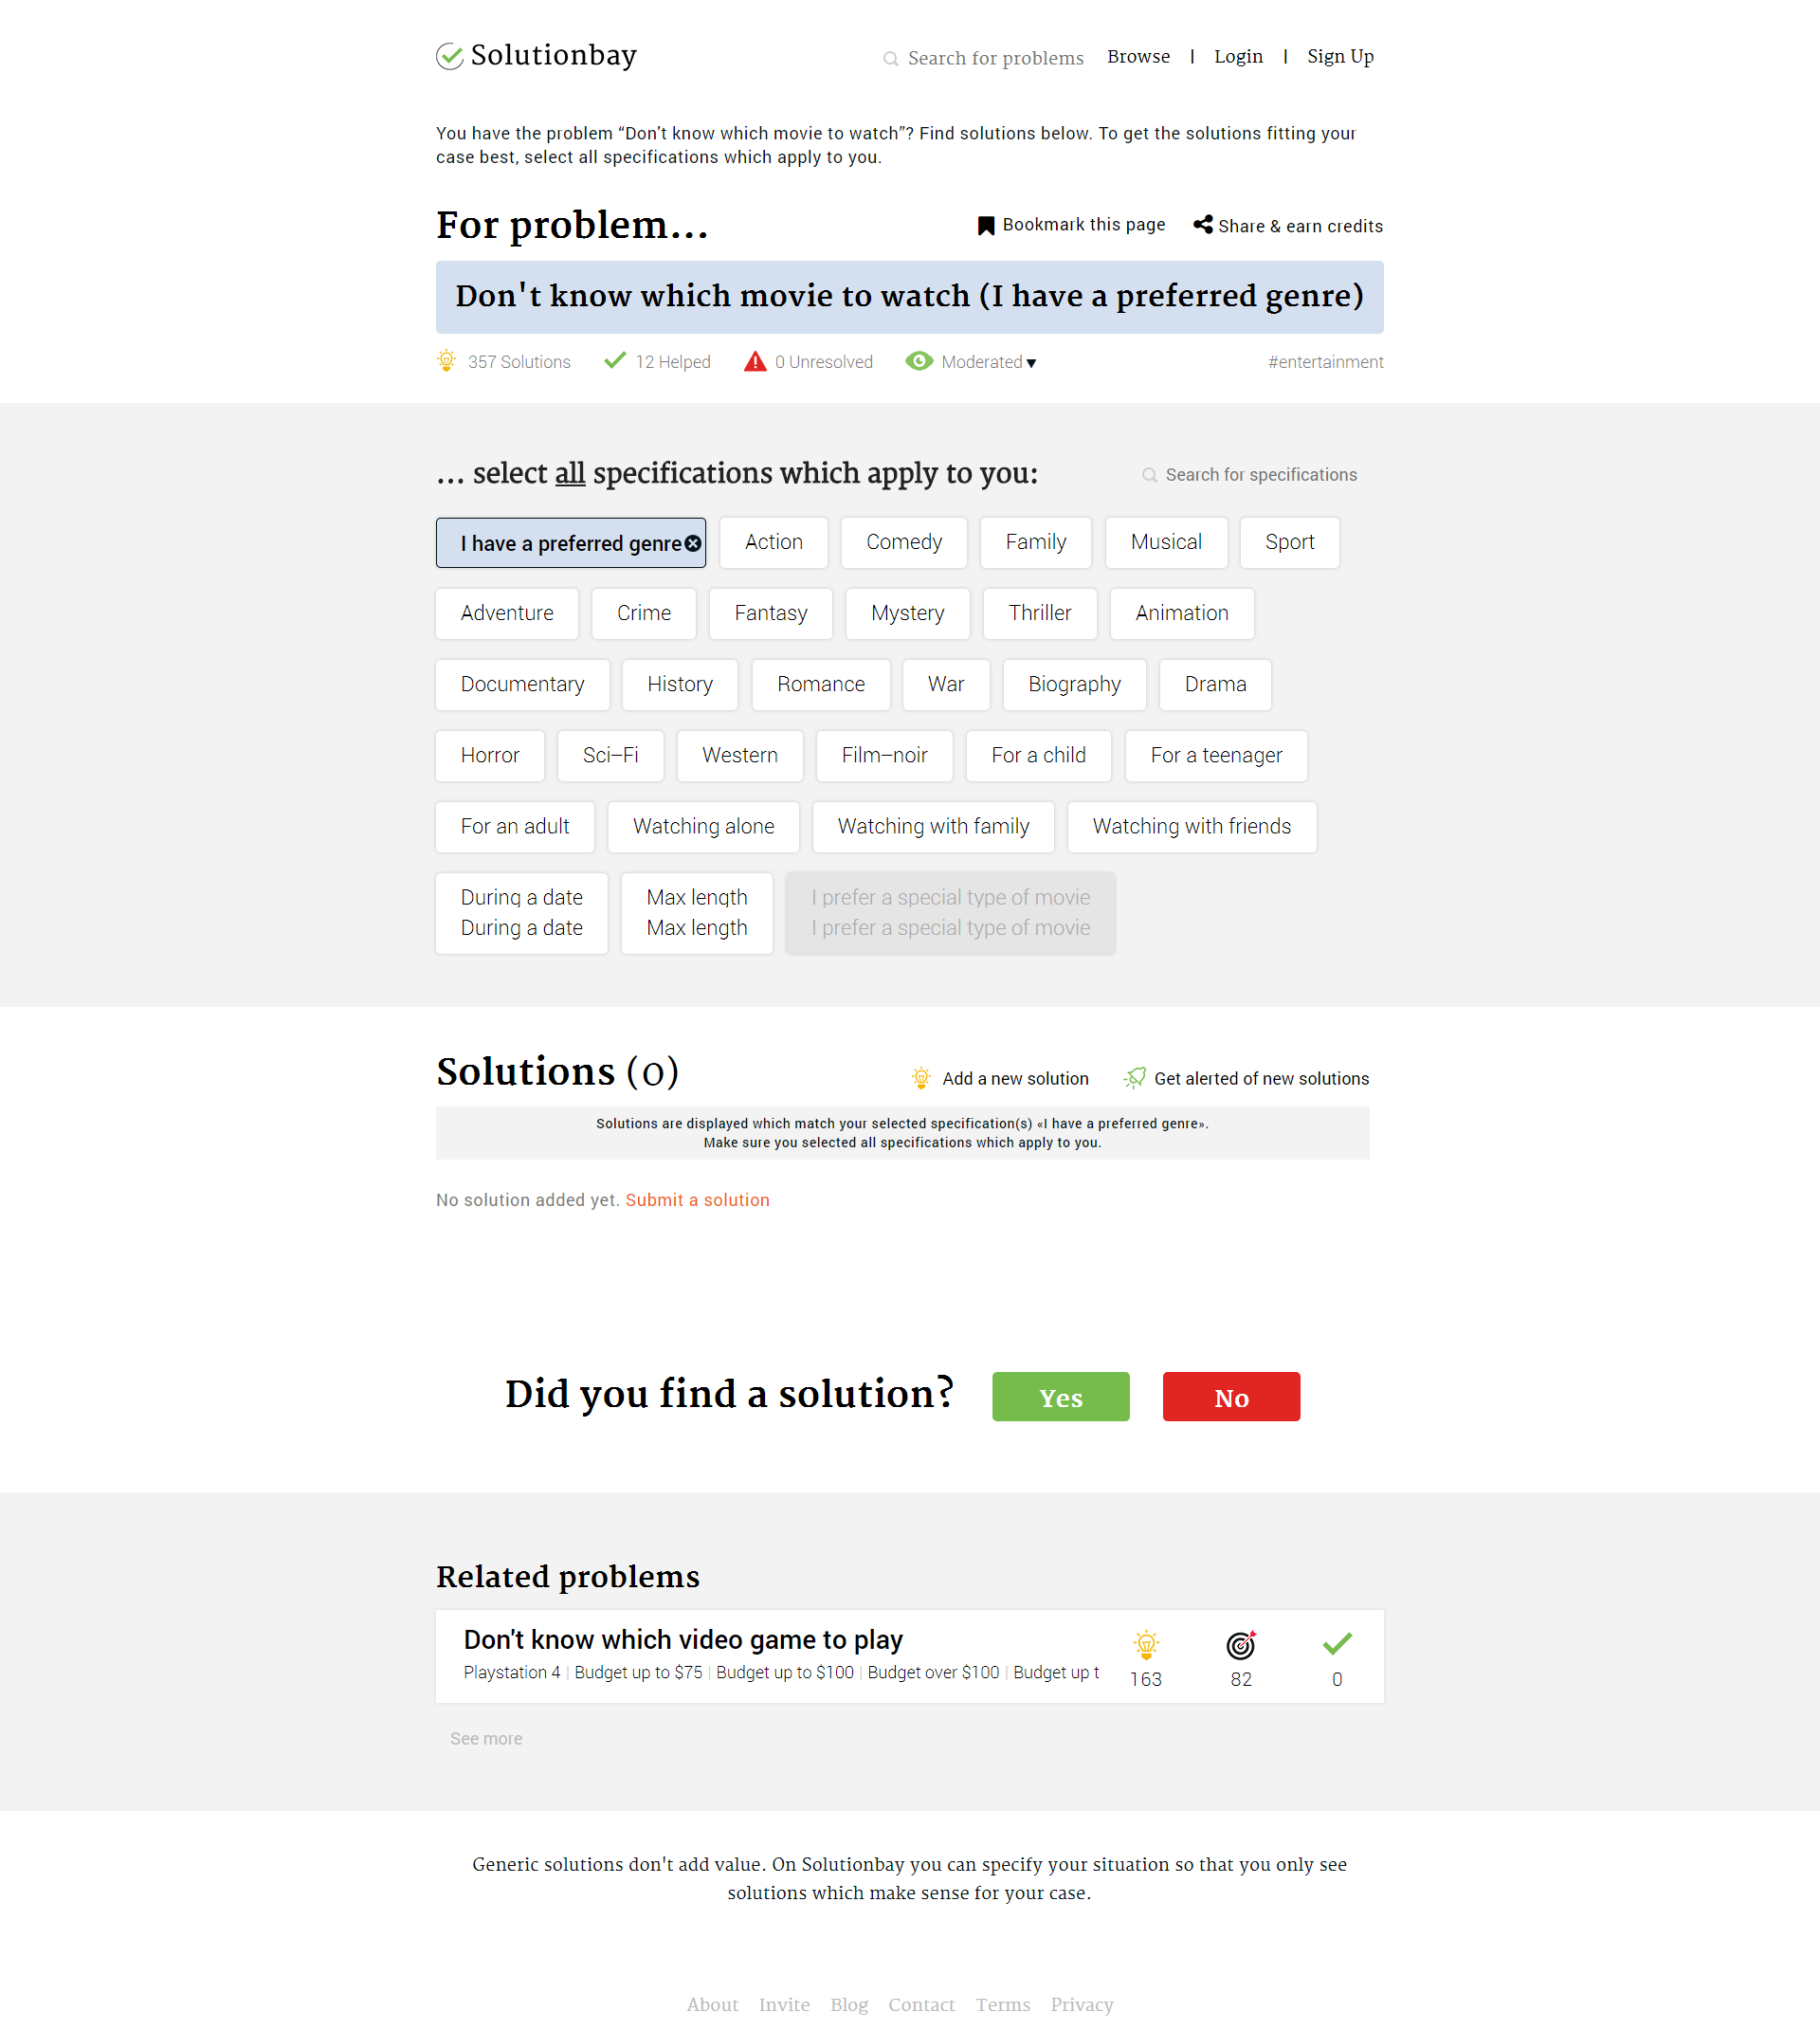 Solutionbay
Search for problems
Browse | Login | Sign Up
You have the problem “Don't know which movie to watch”? Find solutions below. To get the solutions fitting your
case best, select all specifications which apply to you.
For problem...
Bookmark this page
Share & earn credits
Don't know which movie to watch (I have a preferred genre)
357 Solutions
12 Helped
0 Unresolved
Moderated ▾
#entertainment
... select all specifications which apply to you:
Search for specifications
I have a preferred genre
Action
Comedy
Family
Musical
Sport
Adventure
Crime
Fantasy
Mystery
Thriller
Animation
Documentary
History
Romance
War
Biography
Drama
Horror
Sci–Fi
Western
Film–noir
For a child
For a teenager
For an adult
Watching alone
Watching with family
Watching with friends
During a date
During a date
Max length
Max length
I prefer a special type of movie
I prefer a special type of movie
Solutions (0)
Add a new solution
Get alerted of new solutions
Solutions are displayed which match your selected specification(s) «I have a preferred genre».
Make sure you selected all specifications which apply to you.
No solution added yet. Submit a solution
Did you find a solution?
Yes
No
Related problems
Don't know which video game to play
Playstation 4 | Budget up to $75 | Budget up to $100 | Budget over $100 | Budget up t
163
82
0
See more
Generic solutions don't add value. On Solutionbay you can specify your situation so that you only see
solutions which make sense for your case.
About Invite Blog Contact Terms Privacy